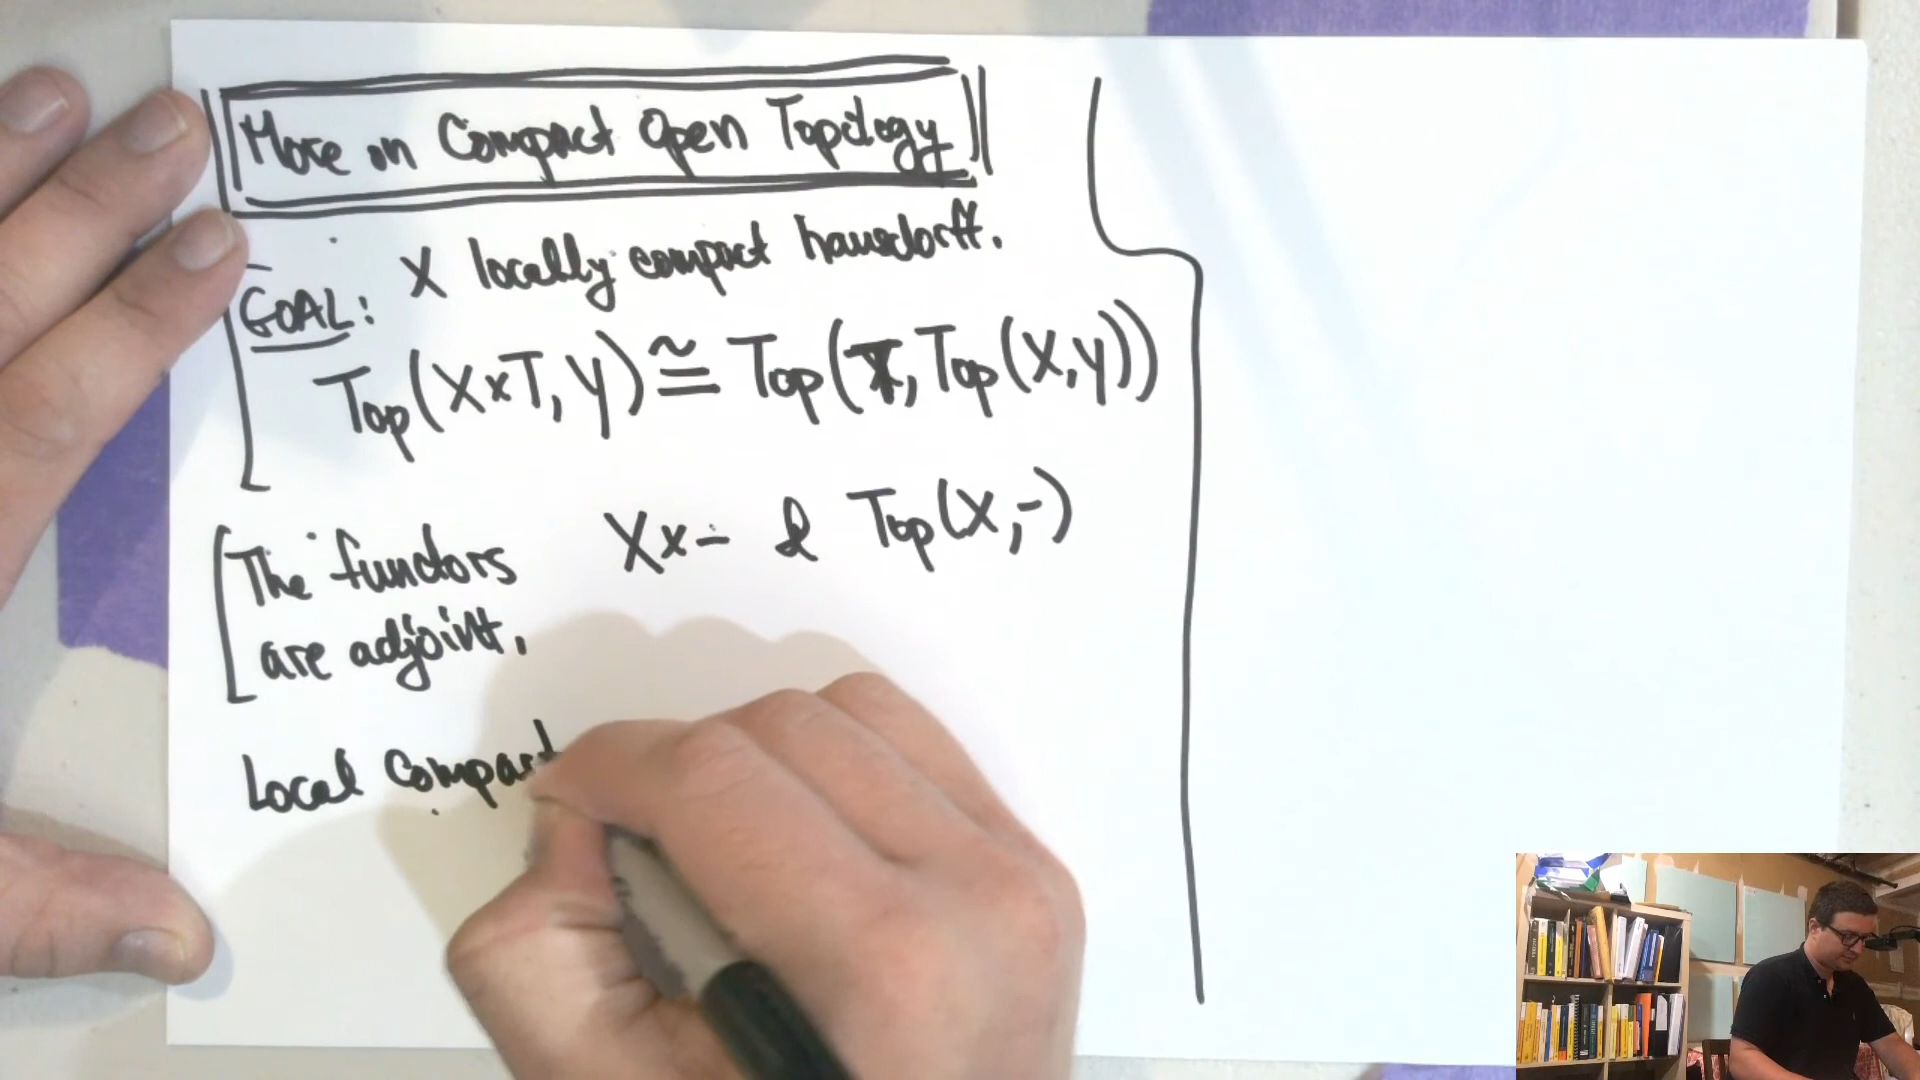 More on Compact Open Topology
GOAL: X locally compact hausdorff.
Top(X×T, Y) ≅ Top(T, Top(X,Y))
The functors X×- & Top(X,-)
are adjoint.
Local Compact